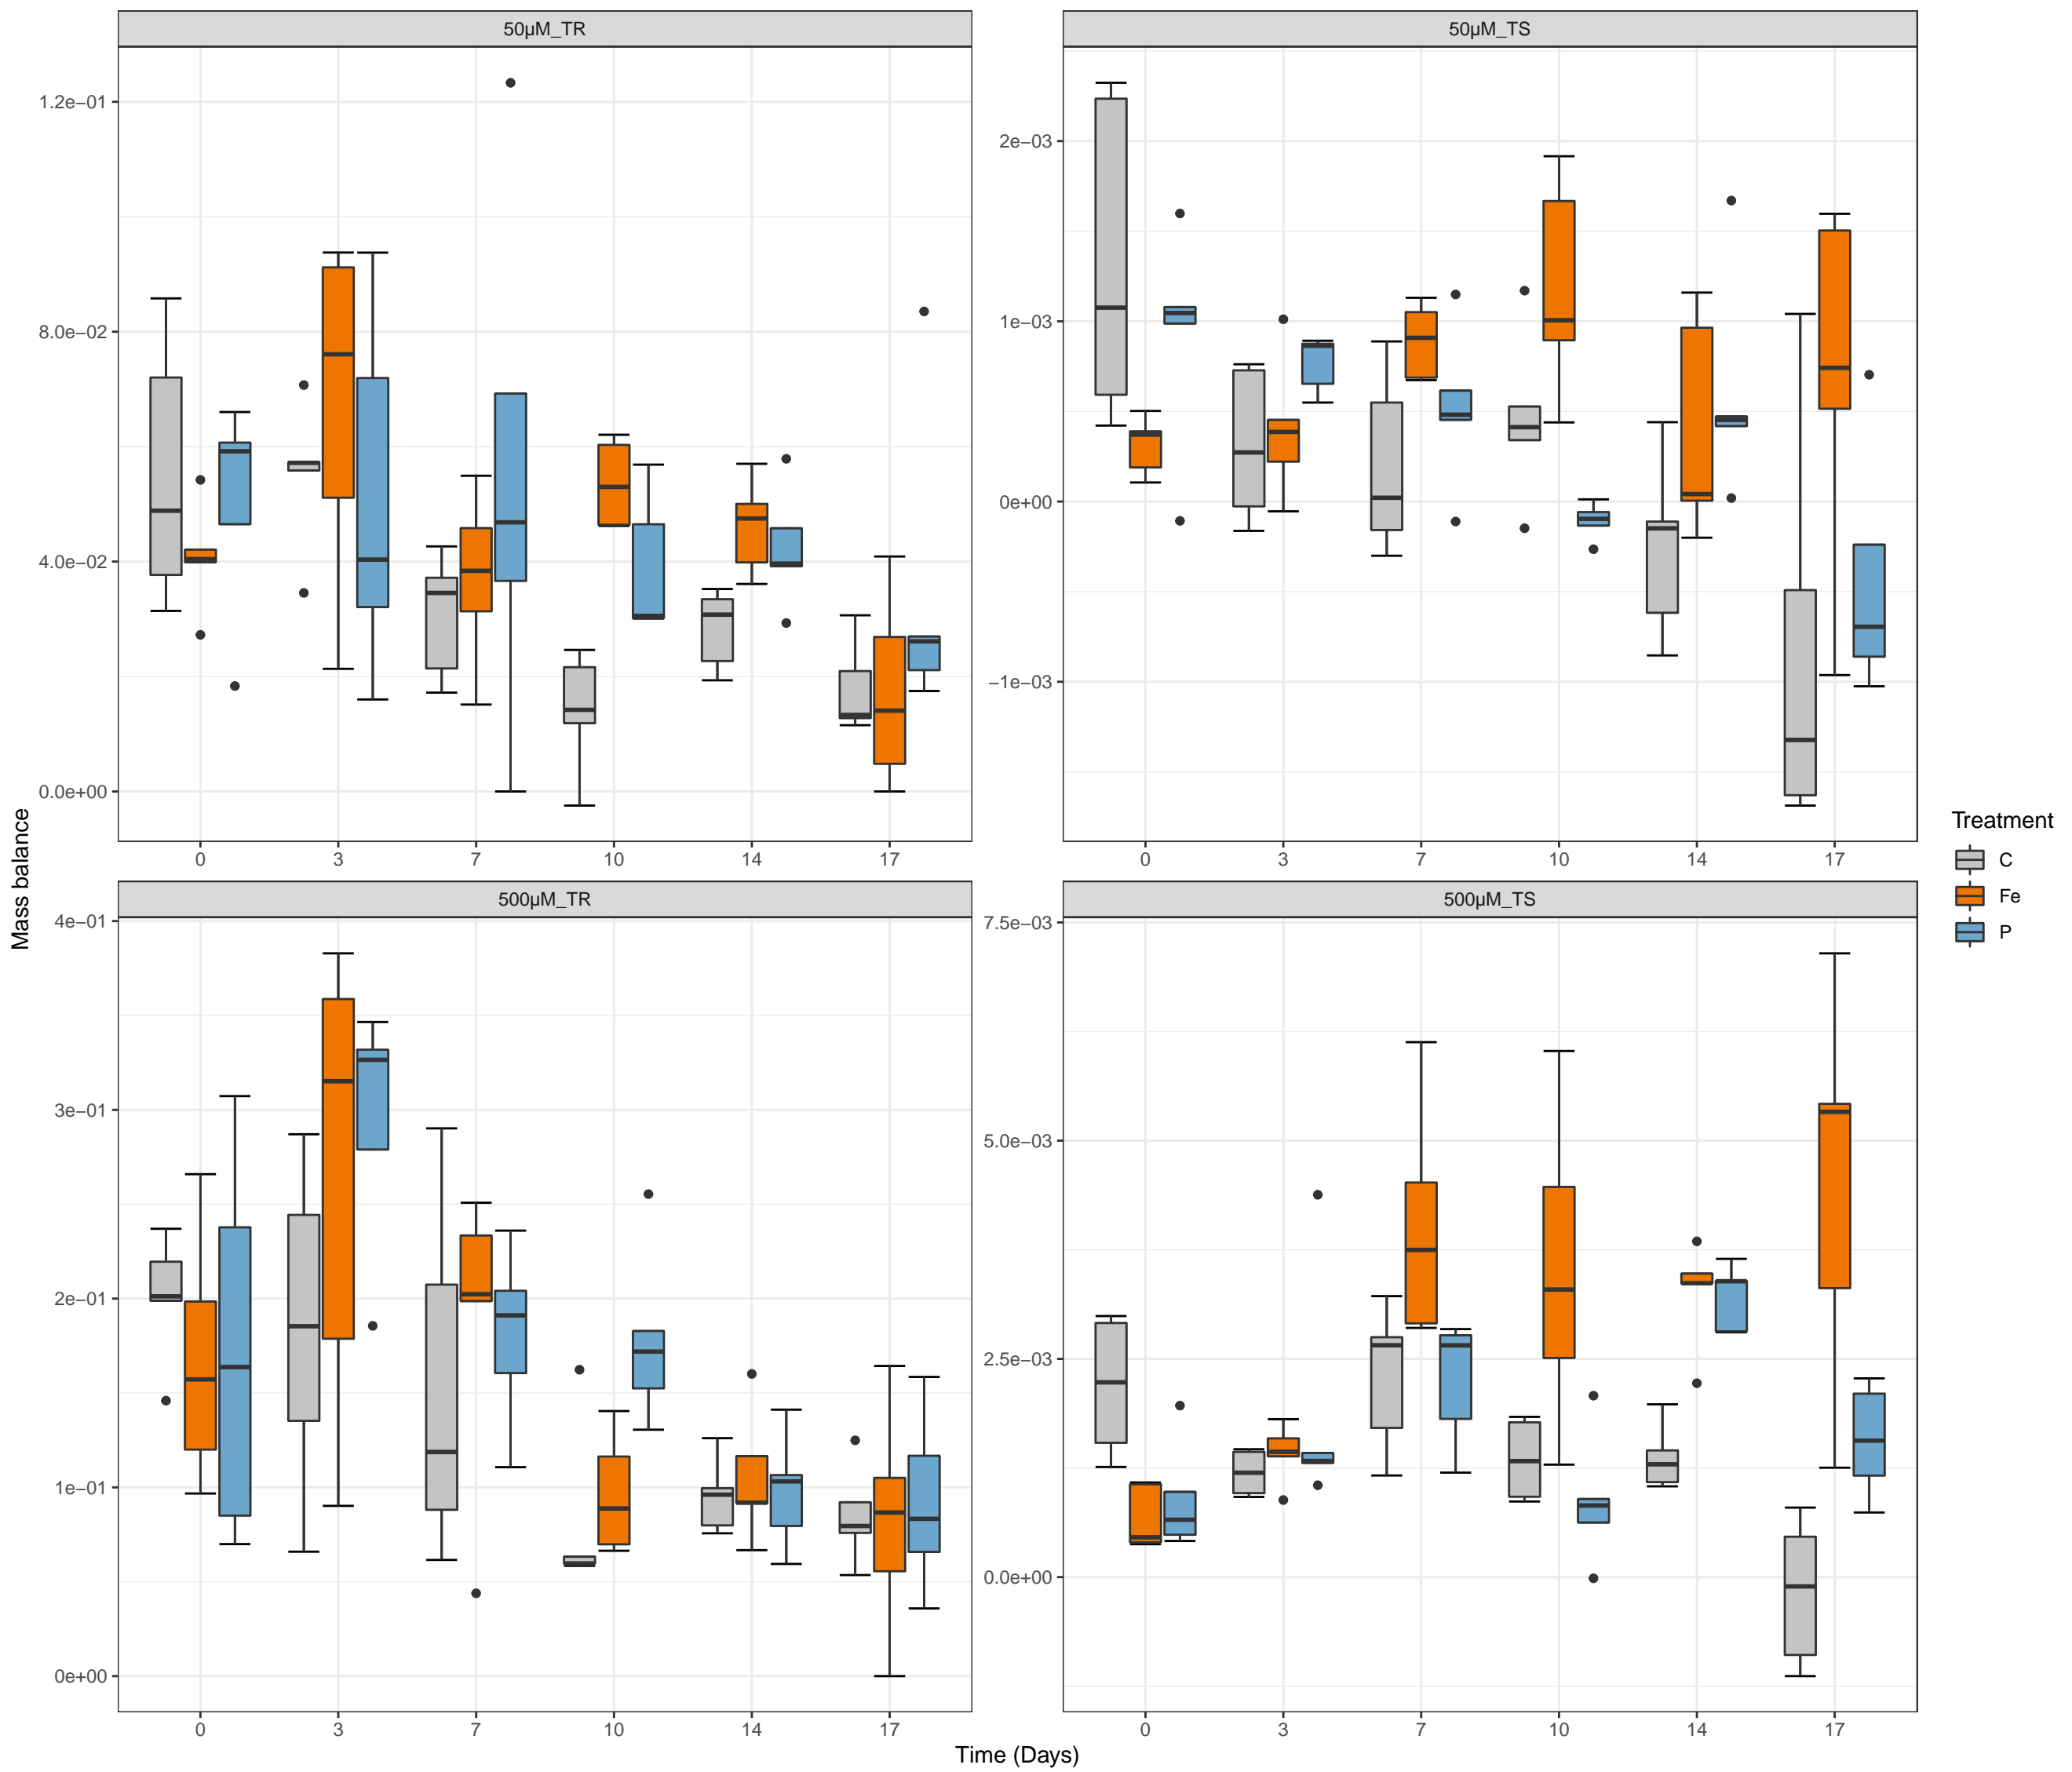 50µM_TR
50µM_TS
1.2e−01
8.0e−02
4.0e−02
0.0e+00
2e−03
1e−03
0e+00
−1e−03
0 3 7 10 14 17
0 3 7 10 14 17
Mass balance
Treatment
C
Fe
P
500µM_TR
500µM_TS
4e−01
3e−01
2e−01
1e−01
0e+00
7.5e−03
5.0e−03
2.5e−03
0.0e+00
0 3 7 10 14 17
0 3 7 10 14 17
Time (Days)